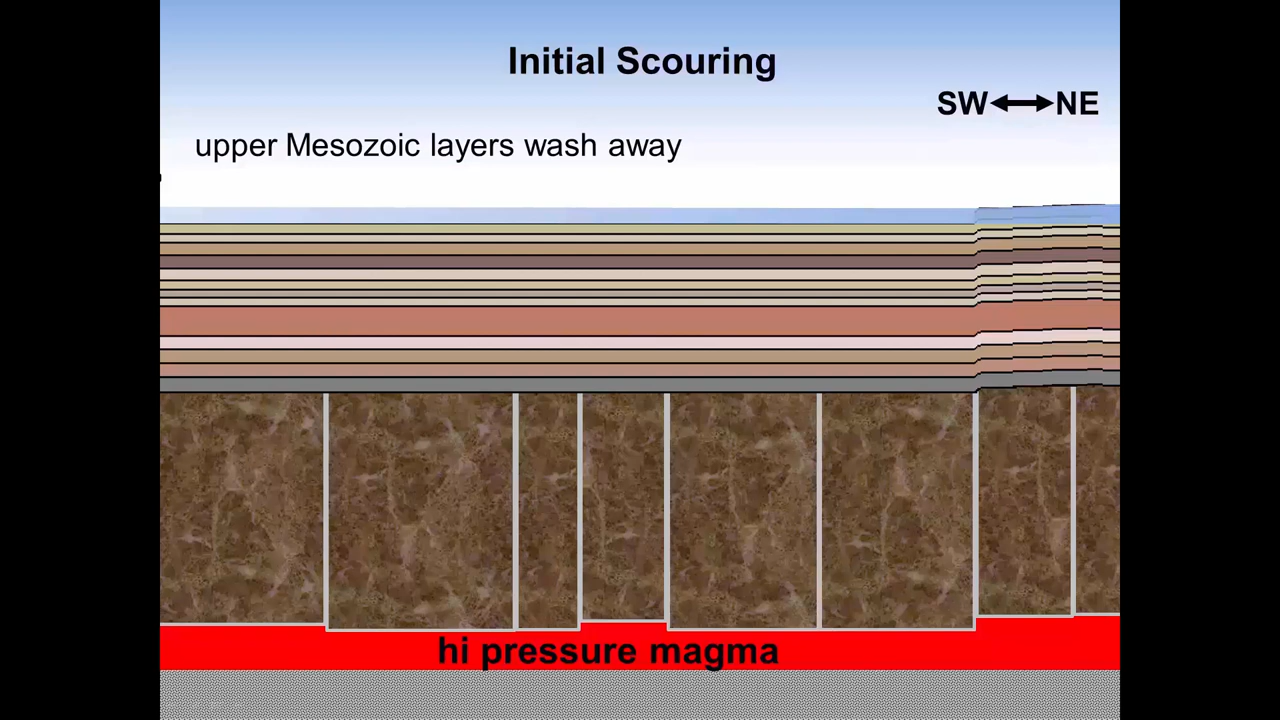 Initial Scouring
SW↔NE
upper Mesozoic layers wash away
hi pressure magma